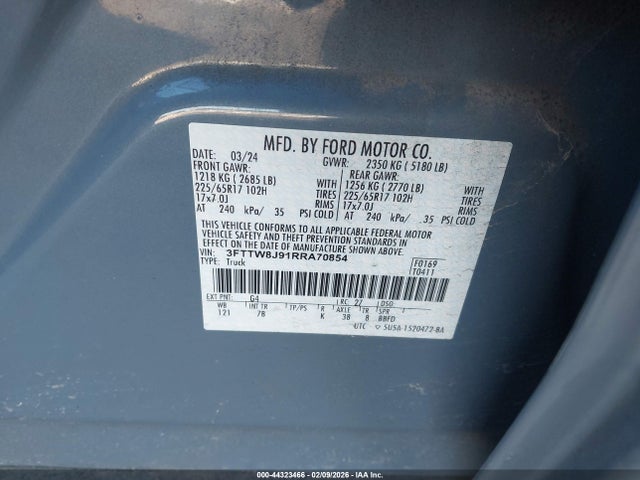 MFD. BY FORD MOTOR CO.
DATE: 03/24 GVWR: 2350 KG ( 5180 LB)
FRONT GAWR: REAR GAWR:
1218 KG ( 2685 LB) WITH 1256 KG ( 2770 LB) WITH
225/65R17 102H TIRES 225/65R17 102H TIRES
17x7.0J RIMS 17x7.0J RIMS
AT 240 kPa/ 35 PSI COLD AT 240 kPa/ 35 PSI COLD
THIS VEHICLE CONFORMS TO ALL APPLICABLE FEDERAL MOTOR
VEHICLE SAFETY AND THEFT PREVENTION STANDARDS IN EFFECT
ON THE DATE OF MANUFACTURE SHOWN ABOVE.
VIN: 3FTTW8J91RRA70854 F0169
TYPE: Truck T0411
EXT PNT: G4 RC: 27 DSO:
WB INT TR TP/PS R AXLE TR SPR
121 7B K 38 8 BBFD
UTC ▽ 5U5A-1520472-BA
000-44323466 - 02/09/2026 - IAA Inc.